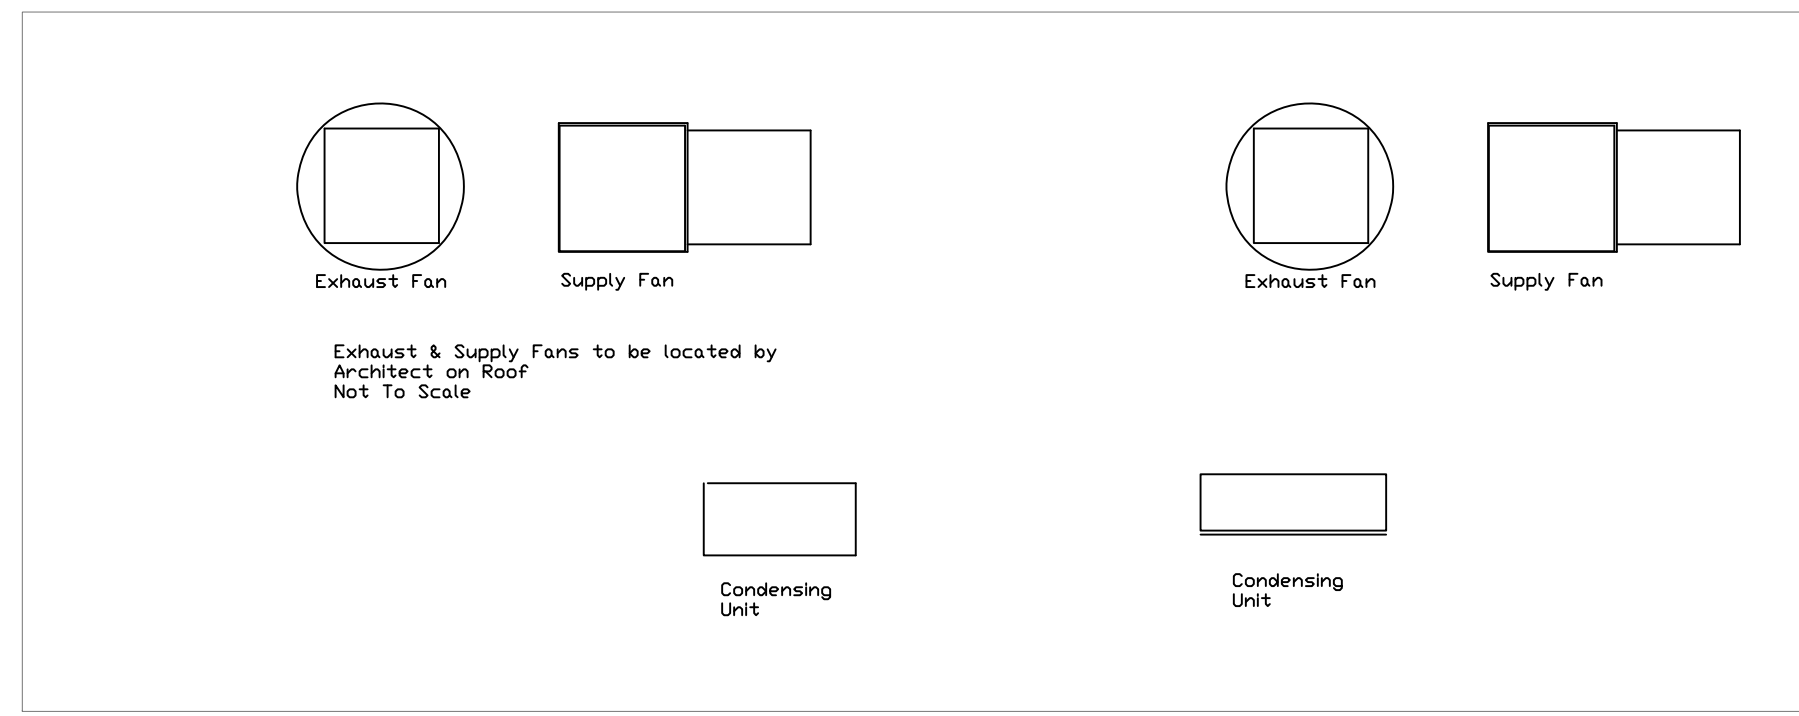 Exhaust Fan
Supply Fan
Exhaust Fan
Supply Fan
Exhaust & Supply Fans to be located by
Architect on Roof
Not To Scale
Condensing
Unit
Condensing
Unit